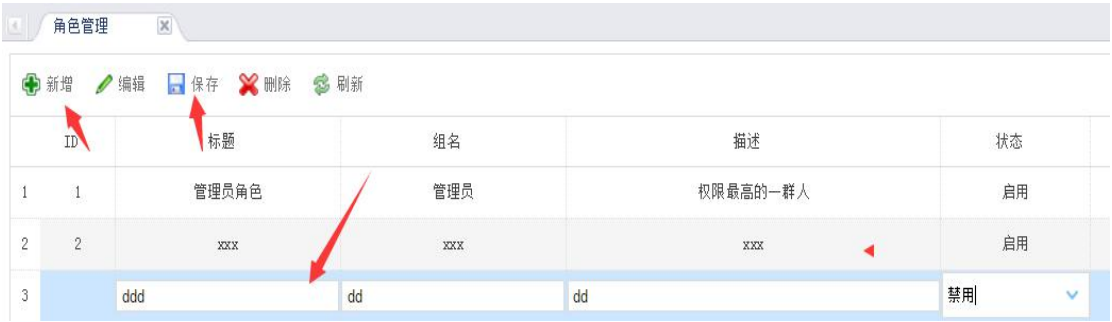 角色管理
新增 编辑 保存 删除 刷新
ID 标题 组名 描述 状态
1 1 管理员角色 管理员 权限最高的一群人 启用
2 2 xxx xxx xxx 启用
3 ddd dd dd 禁用